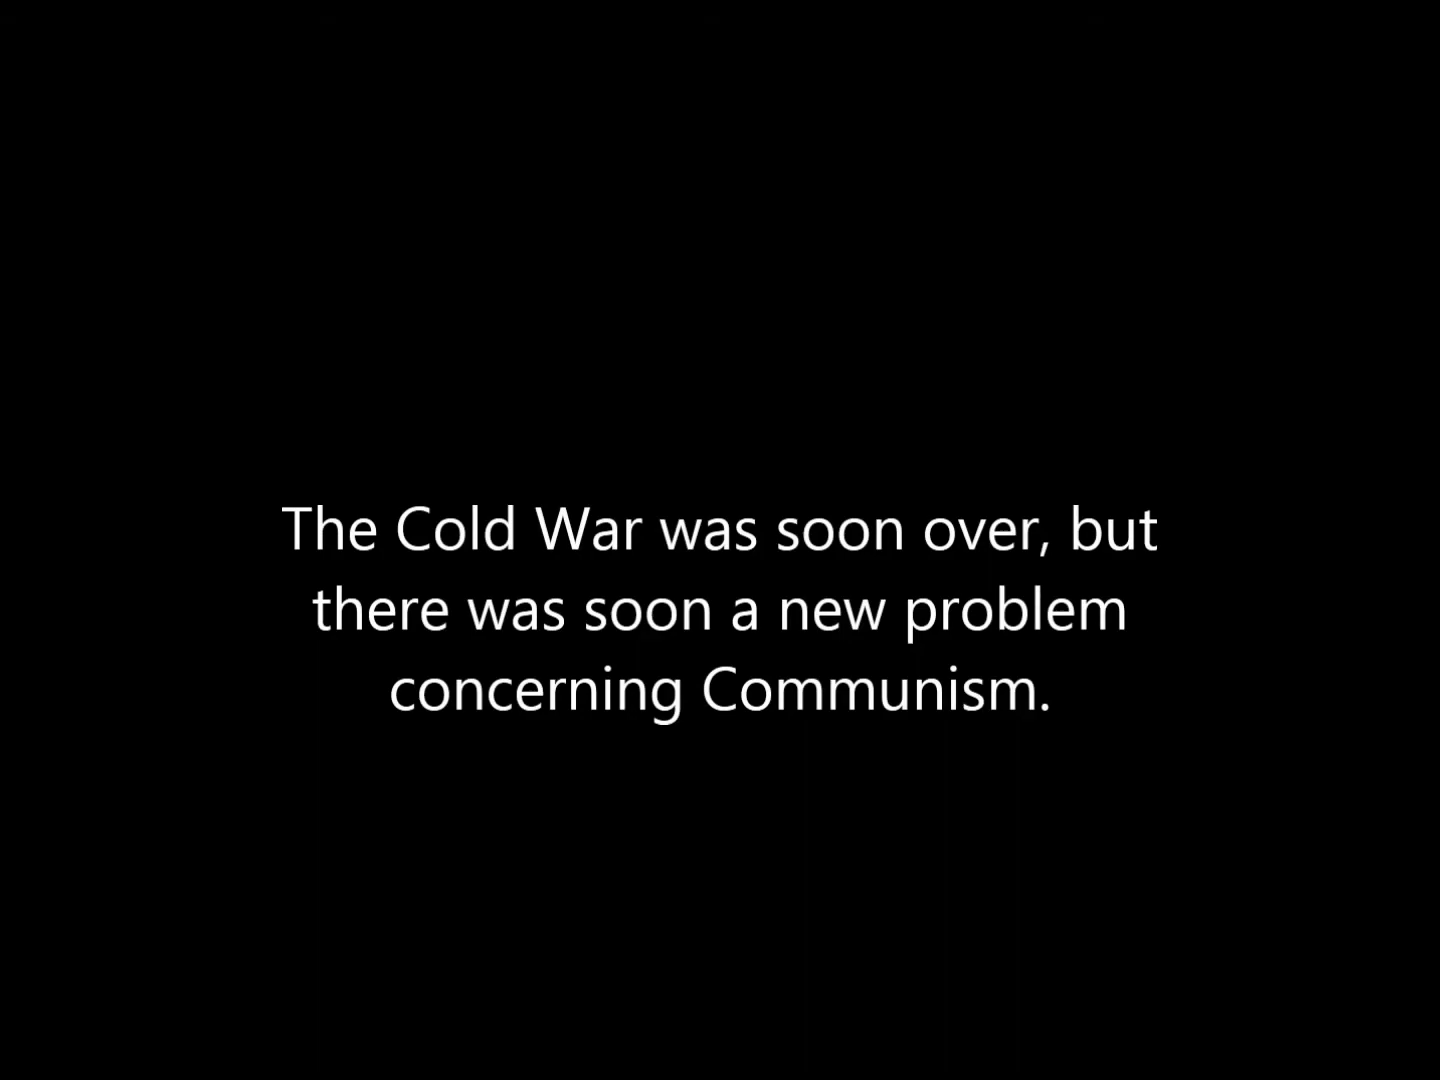 The Cold War was soon over, but
there was soon a new problem
concerning Communism.